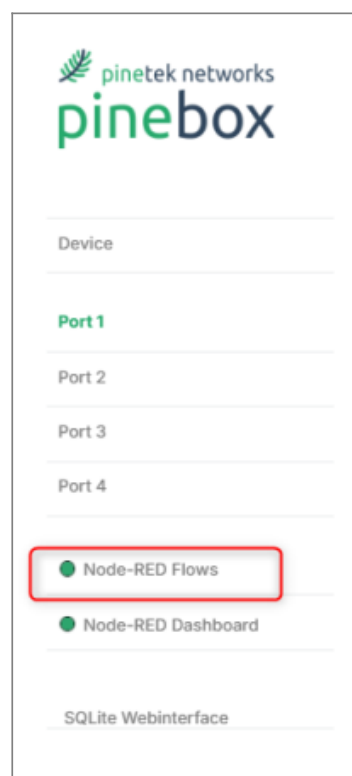 pinetek networks
pinebox
Device
Port 1
Port 2
Port 3
Port 4
Node-RED Flows
Node-RED Dashboard
SQLite Webinterface